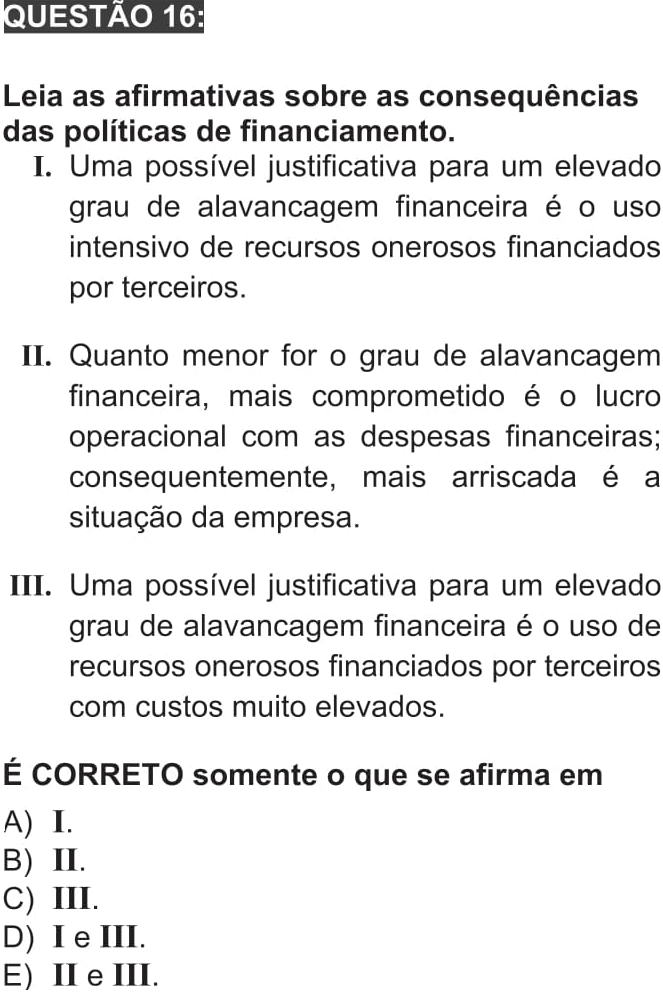 QUESTÃO 16:
Leia as afirmativas sobre as consequências
das políticas de financiamento.
I. Uma possível justificativa para um elevado
grau de alavancagem financeira é o uso
intensivo de recursos onerosos financiados
por terceiros.
II. Quanto menor for o grau de alavancagem
financeira, mais comprometido é o lucro
operacional com as despesas financeiras;
consequentemente, mais arriscada é a
situação da empresa.
III. Uma possível justificativa para um elevado
grau de alavancagem financeira é o uso de
recursos onerosos financiados por terceiros
com custos muito elevados.
É CORRETO somente o que se afirma em
A) I.
B) II.
C) III.
D) I e III.
E) II e III.